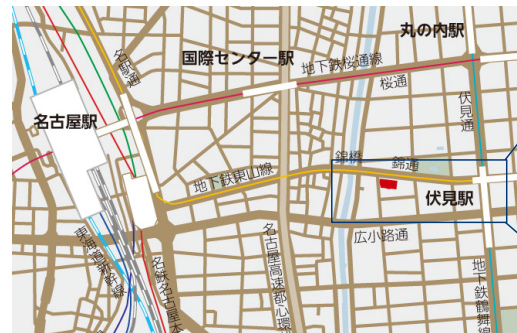 丸の内駅
国際センター駅
地下鉄桜通線
桜通
名駅通
伏見通
名古屋駅
錦橋
錦通
地下鉄東山線
伏見駅
広小路通
東海道新幹線
名鉄名古屋本
名古屋高速都心環
地下鉄鶴舞線